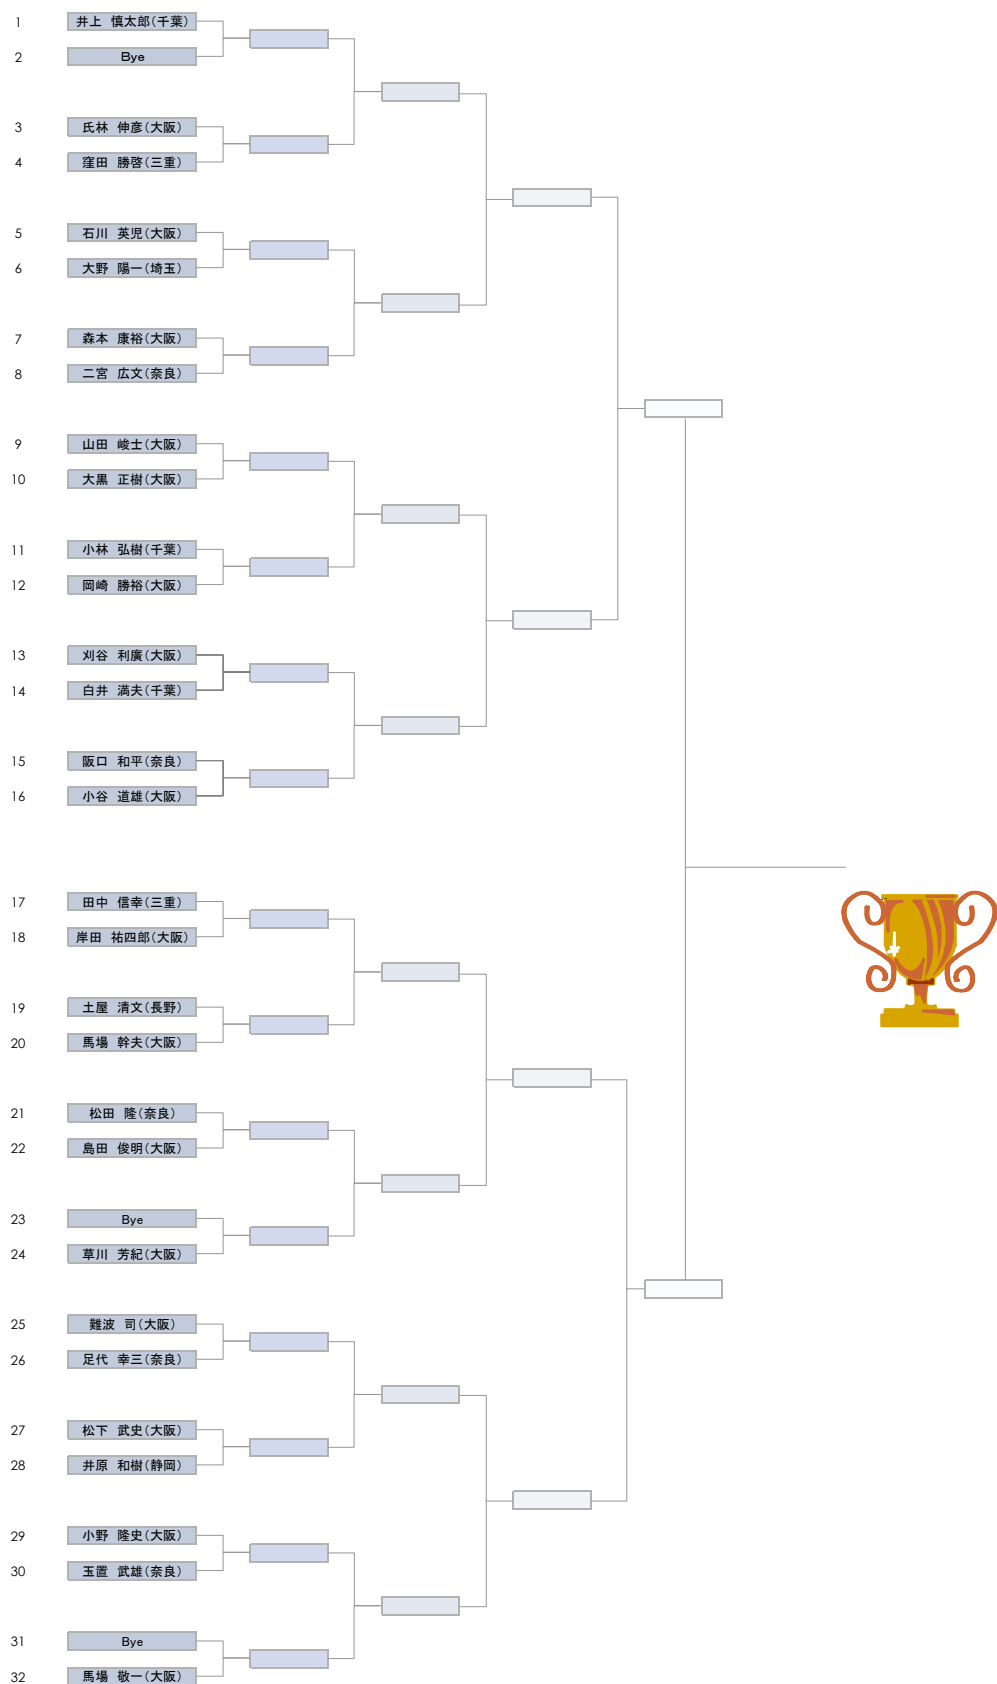 1 井上 慎太郎(千葉)
2 Bye
3 氏林 伸彦(大阪)
4 窪田 勝啓(三重)
5 石川 英児(大阪)
6 大野 陽一(埼玉)
7 森本 康裕(大阪)
8 二宮 広文(奈良)
9 山田 峻士(大阪)
10 大黒 正樹(大阪)
11 小林 弘樹(千葉)
12 岡崎 勝裕(大阪)
13 刈谷 利廣(大阪)
14 白井 満夫(千葉)
15 阪口 和平(奈良)
16 小谷 道雄(大阪)
17 田中 信幸(三重)
18 岸田 祐四郎(大阪)
19 土屋 清文(長野)
20 馬場 幹夫(大阪)
21 松田 隆(奈良)
22 島田 俊明(大阪)
23 Bye
24 草川 芳紀(大阪)
25 難波 司(大阪)
26 足代 幸三(奈良)
27 松下 武史(大阪)
28 井原 和樹(静岡)
29 小野 隆史(大阪)
30 玉置 武雄(奈良)
31 Bye
32 馬場 敬一(大阪)